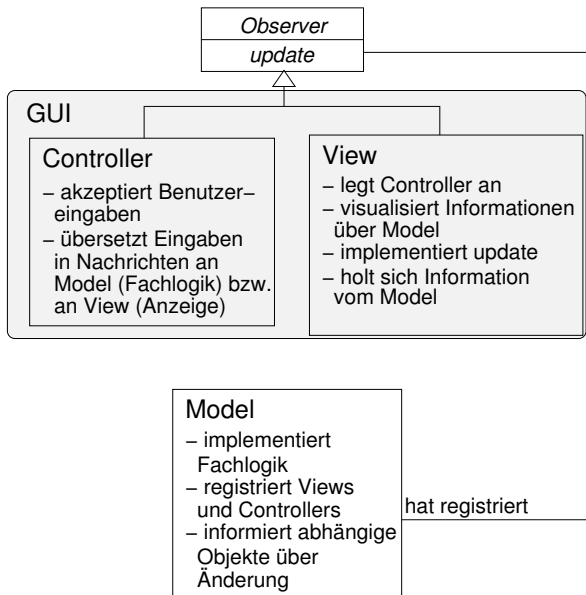 Observer
update
GUI
Controller
– akzeptiert Benutzer–
eingaben
– übersetzt Eingaben
in Nachrichten an
Model (Fachlogik) bzw.
an View (Anzeige)
View
– legt Controller an
– visualisiert Informationen
über Model
– implementiert update
– holt sich Information
vom Model
Model
– implementiert
Fachlogik
– registriert Views
und Controllers
– informiert abhängige
Objekte über
Änderung
hat registriert